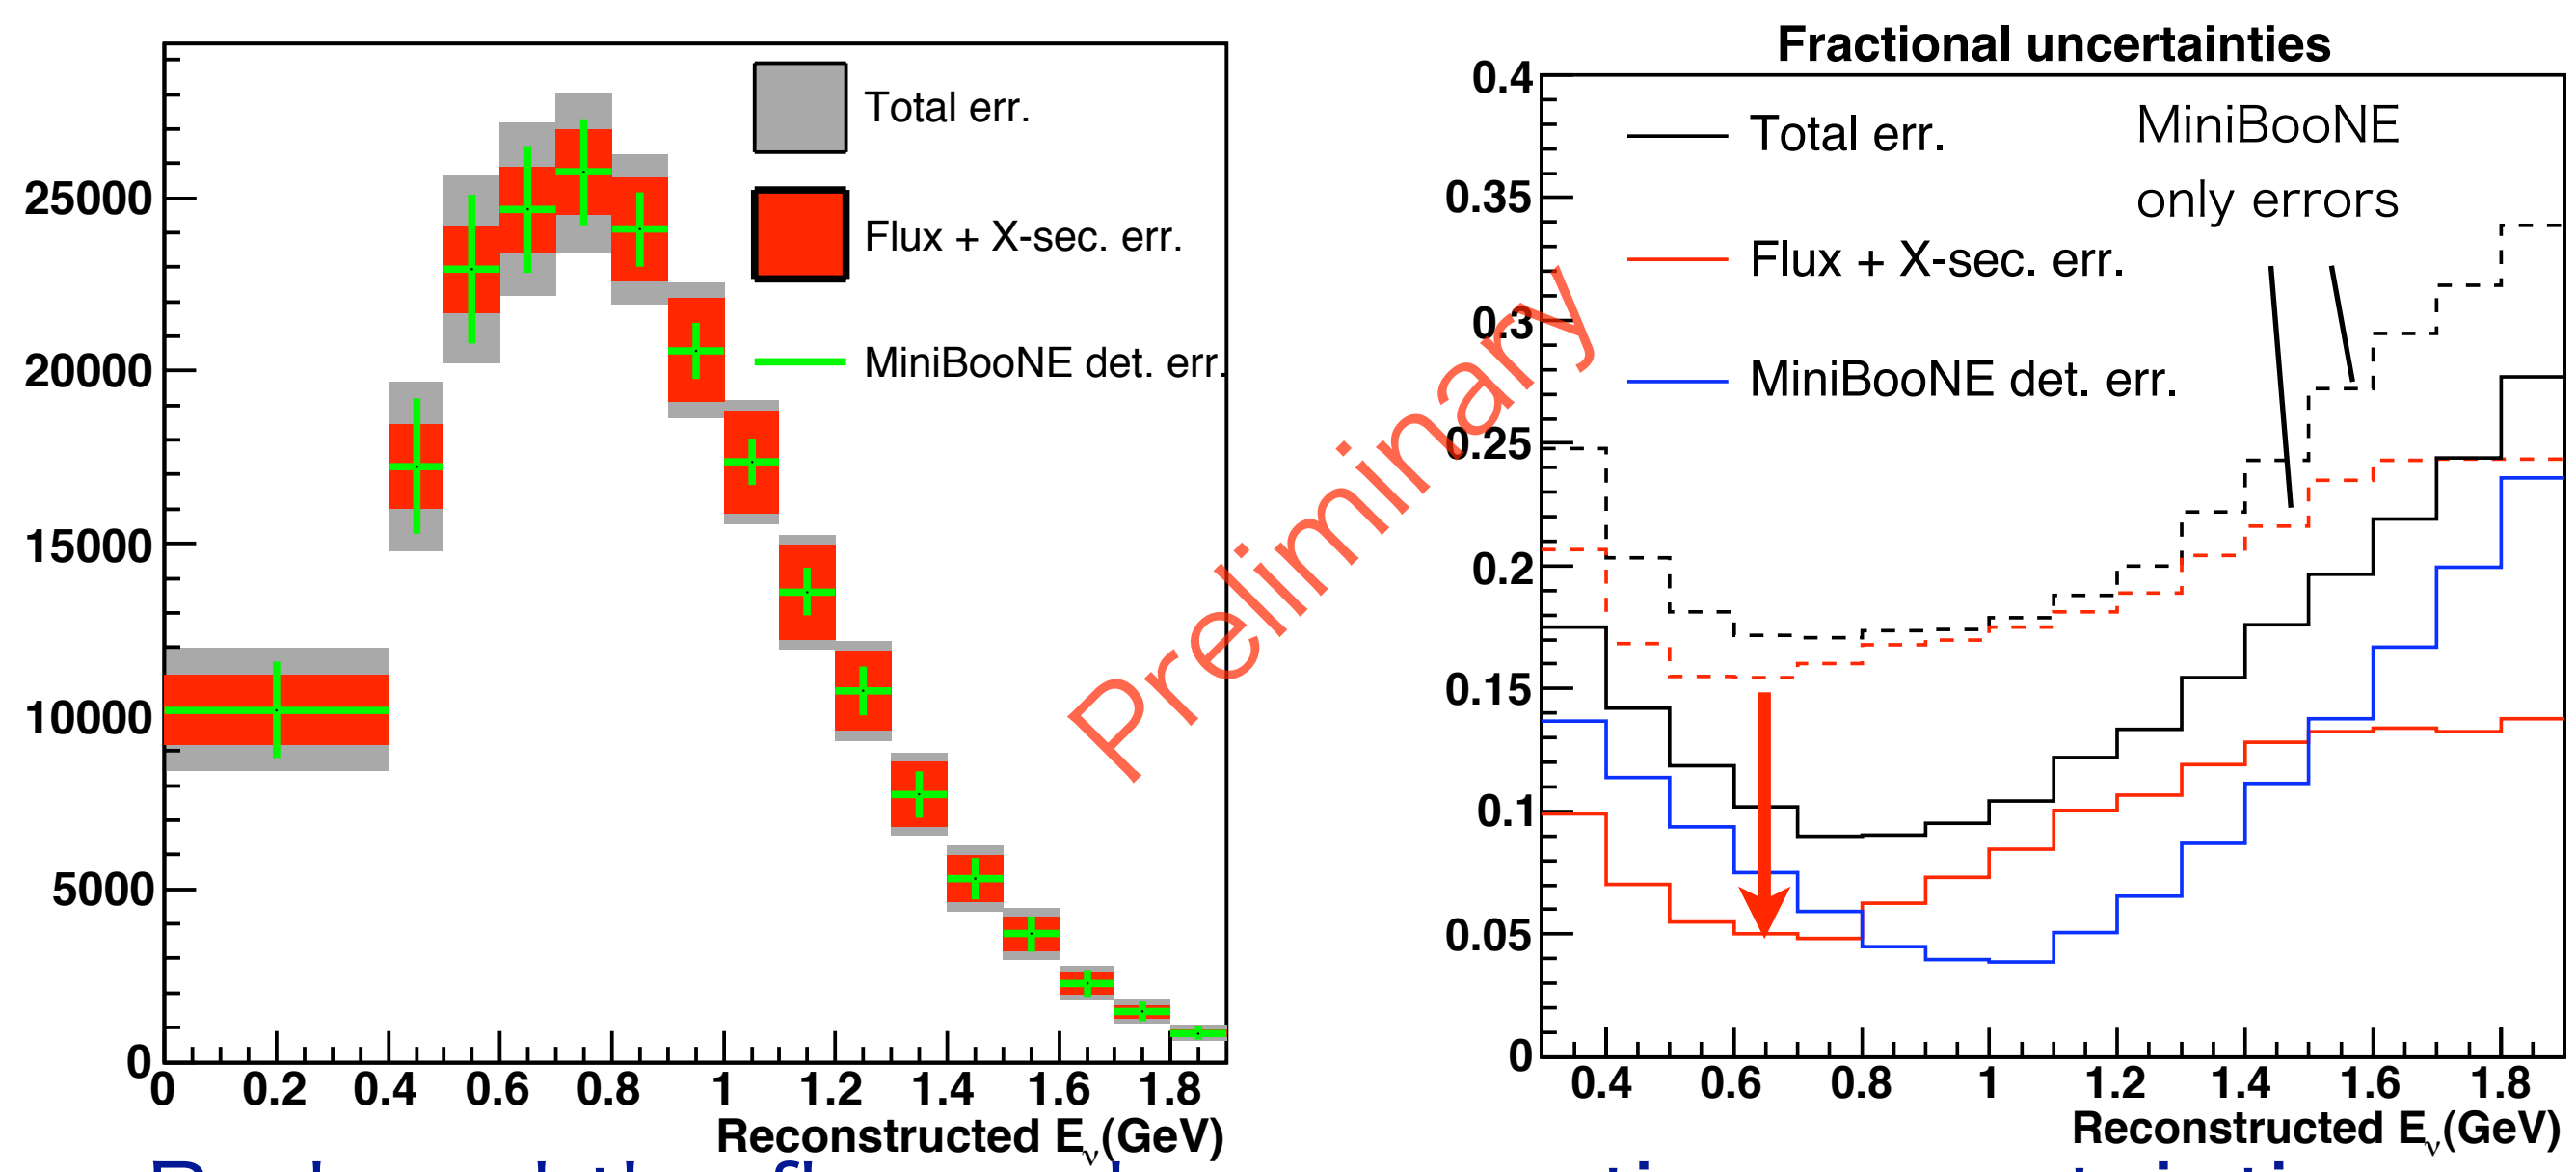 Total err.
Flux + X-sec. err.
MiniBooNE det. err.
25000
20000
15000
10000
5000
0
0 0.2 0.4 0.6 0.8 1 1.2 1.4 1.6 1.8
Reconstructed Eν(GeV)
Preliminary
Fractional uncertainties
Total err.
Flux + X-sec. err.
MiniBooNE det. err.
MiniBooNE
only errors
0.4
0.35
0.3
0.25
0.2
0.15
0.1
0.05
0
0.4 0.6 0.8 1 1.2 1.4 1.6 1.8
Reconstructed Eν(GeV)